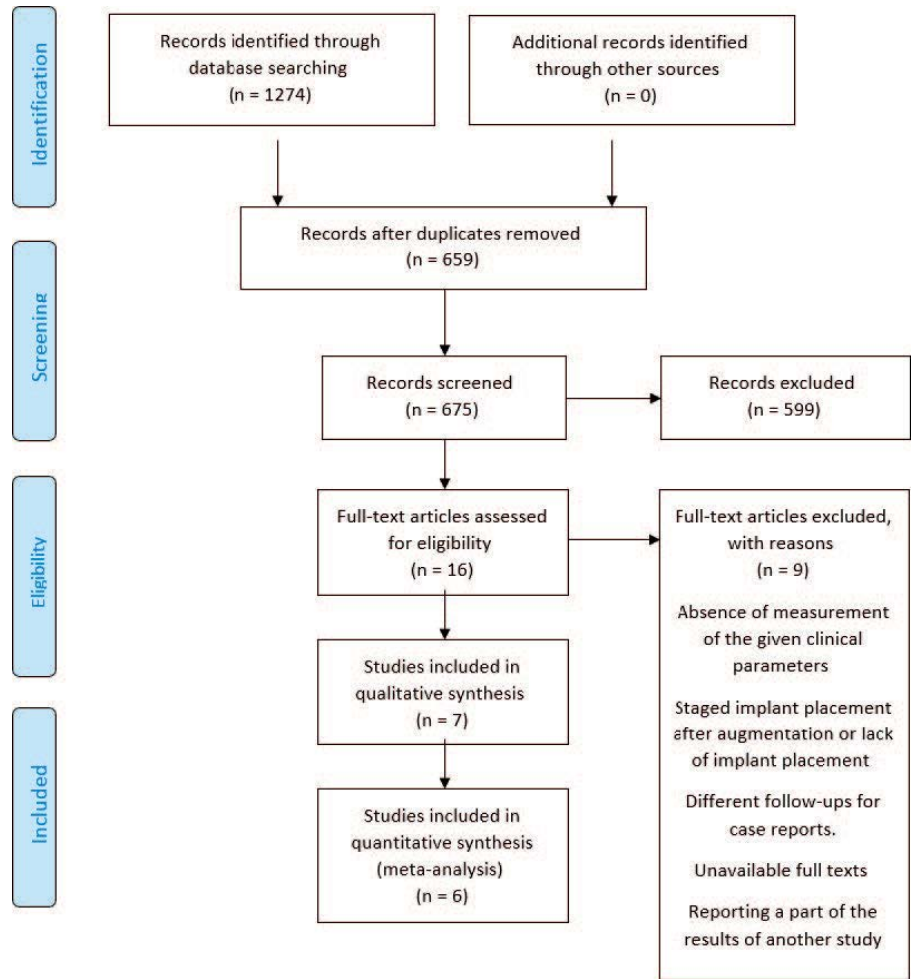 Identification
Records identified through
database searching
(n = 1274)
Additional records identified
through other sources
(n = 0)
Records after duplicates removed
(n = 659)
Screening
Records screened
(n = 675)
Records excluded
(n = 599)
Eligibility
Full-text articles assessed
for eligibility
(n = 16)
Full-text articles excluded,
with reasons
(n = 9)
Absence of measurement
of the given clinical
parameters
Staged implant placement
after augmentation or lack
of implant placement
Different follow-ups for
case reports.
Unavailable full texts
Reporting a part of the
results of another study
Studies included in
qualitative synthesis
(n = 7)
Included
Studies included in
quantitative synthesis
(meta-analysis)
(n = 6)